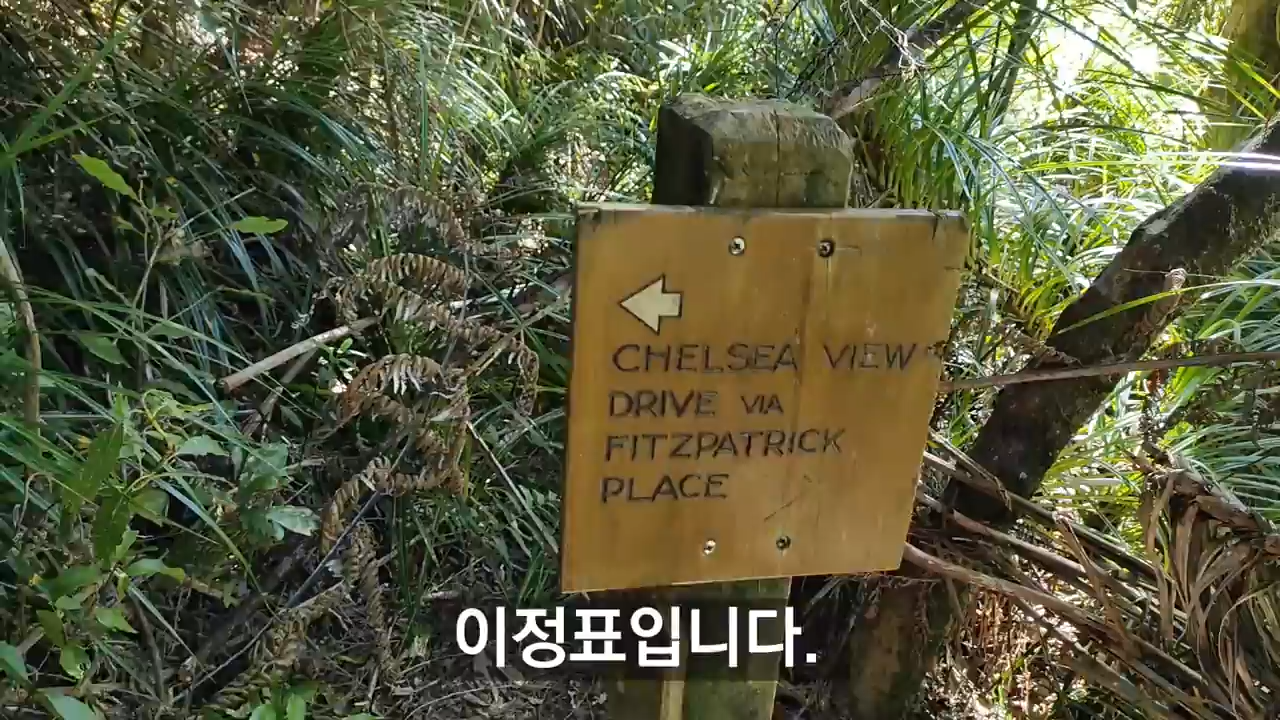 CHELSEA VIEW
DRIVE VIA
FITZPATRICK
PLACE
이정표입니다.